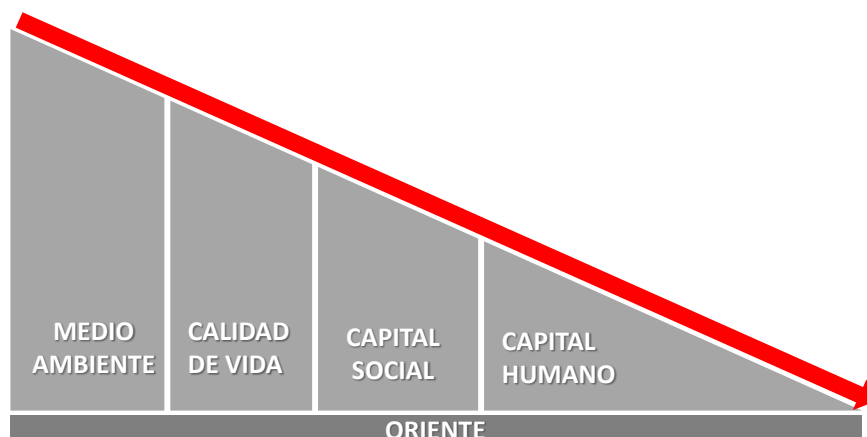 MEDIO
AMBIENTE
CALIDAD
DE VIDA
CAPITAL
SOCIAL
CAPITAL
HUMANO
ORIENTE